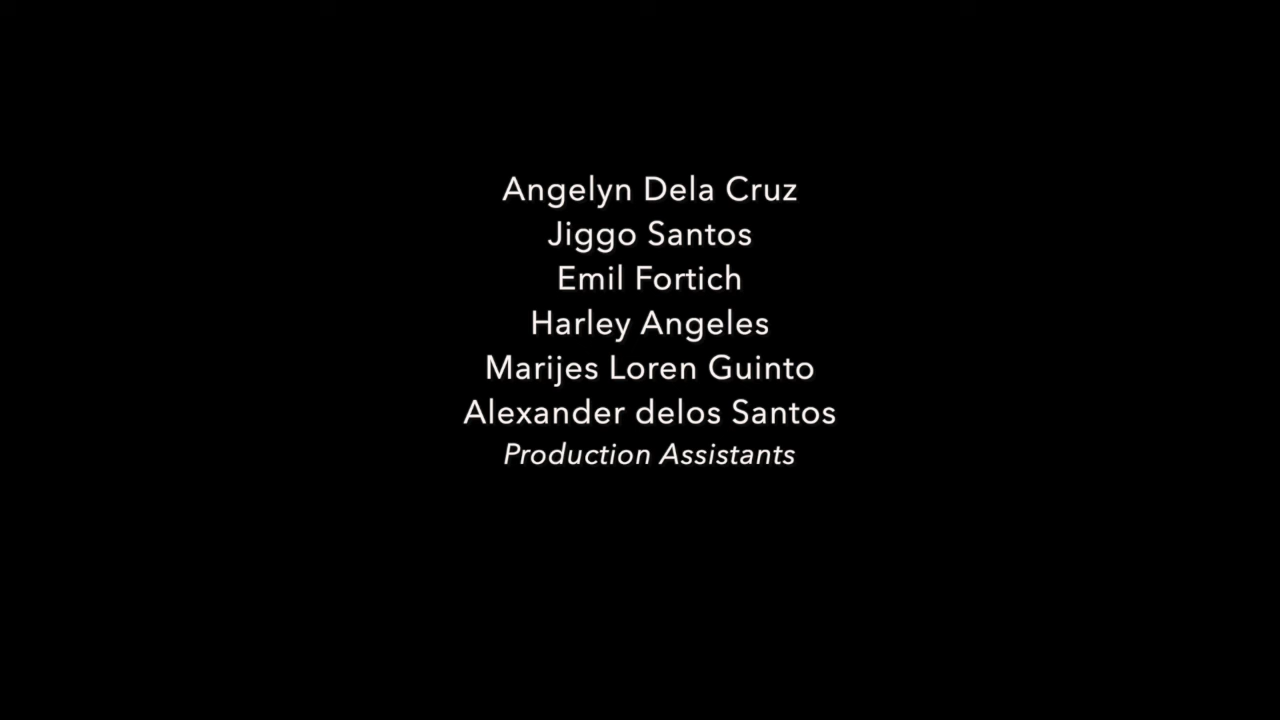 Angelyn Dela Cruz
Jiggo Santos
Emil Fortich
Harley Angeles
Marijes Loren Guinto
Alexander delos Santos
Production Assistants